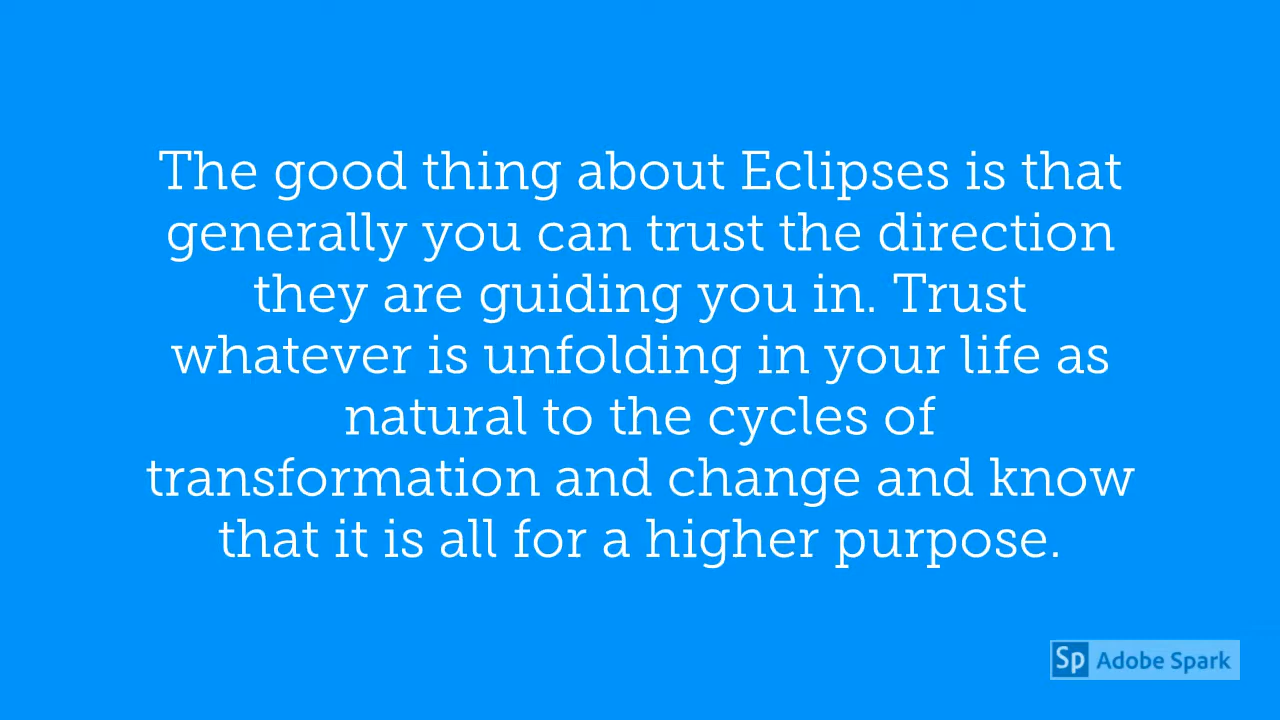 The good thing about Eclipses is that
generally you can trust the direction
they are guiding you in. Trust
whatever is unfolding in your life as
natural to the cycles of
transformation and change and know
that it is all for a higher purpose.
Sp Adobe Spark